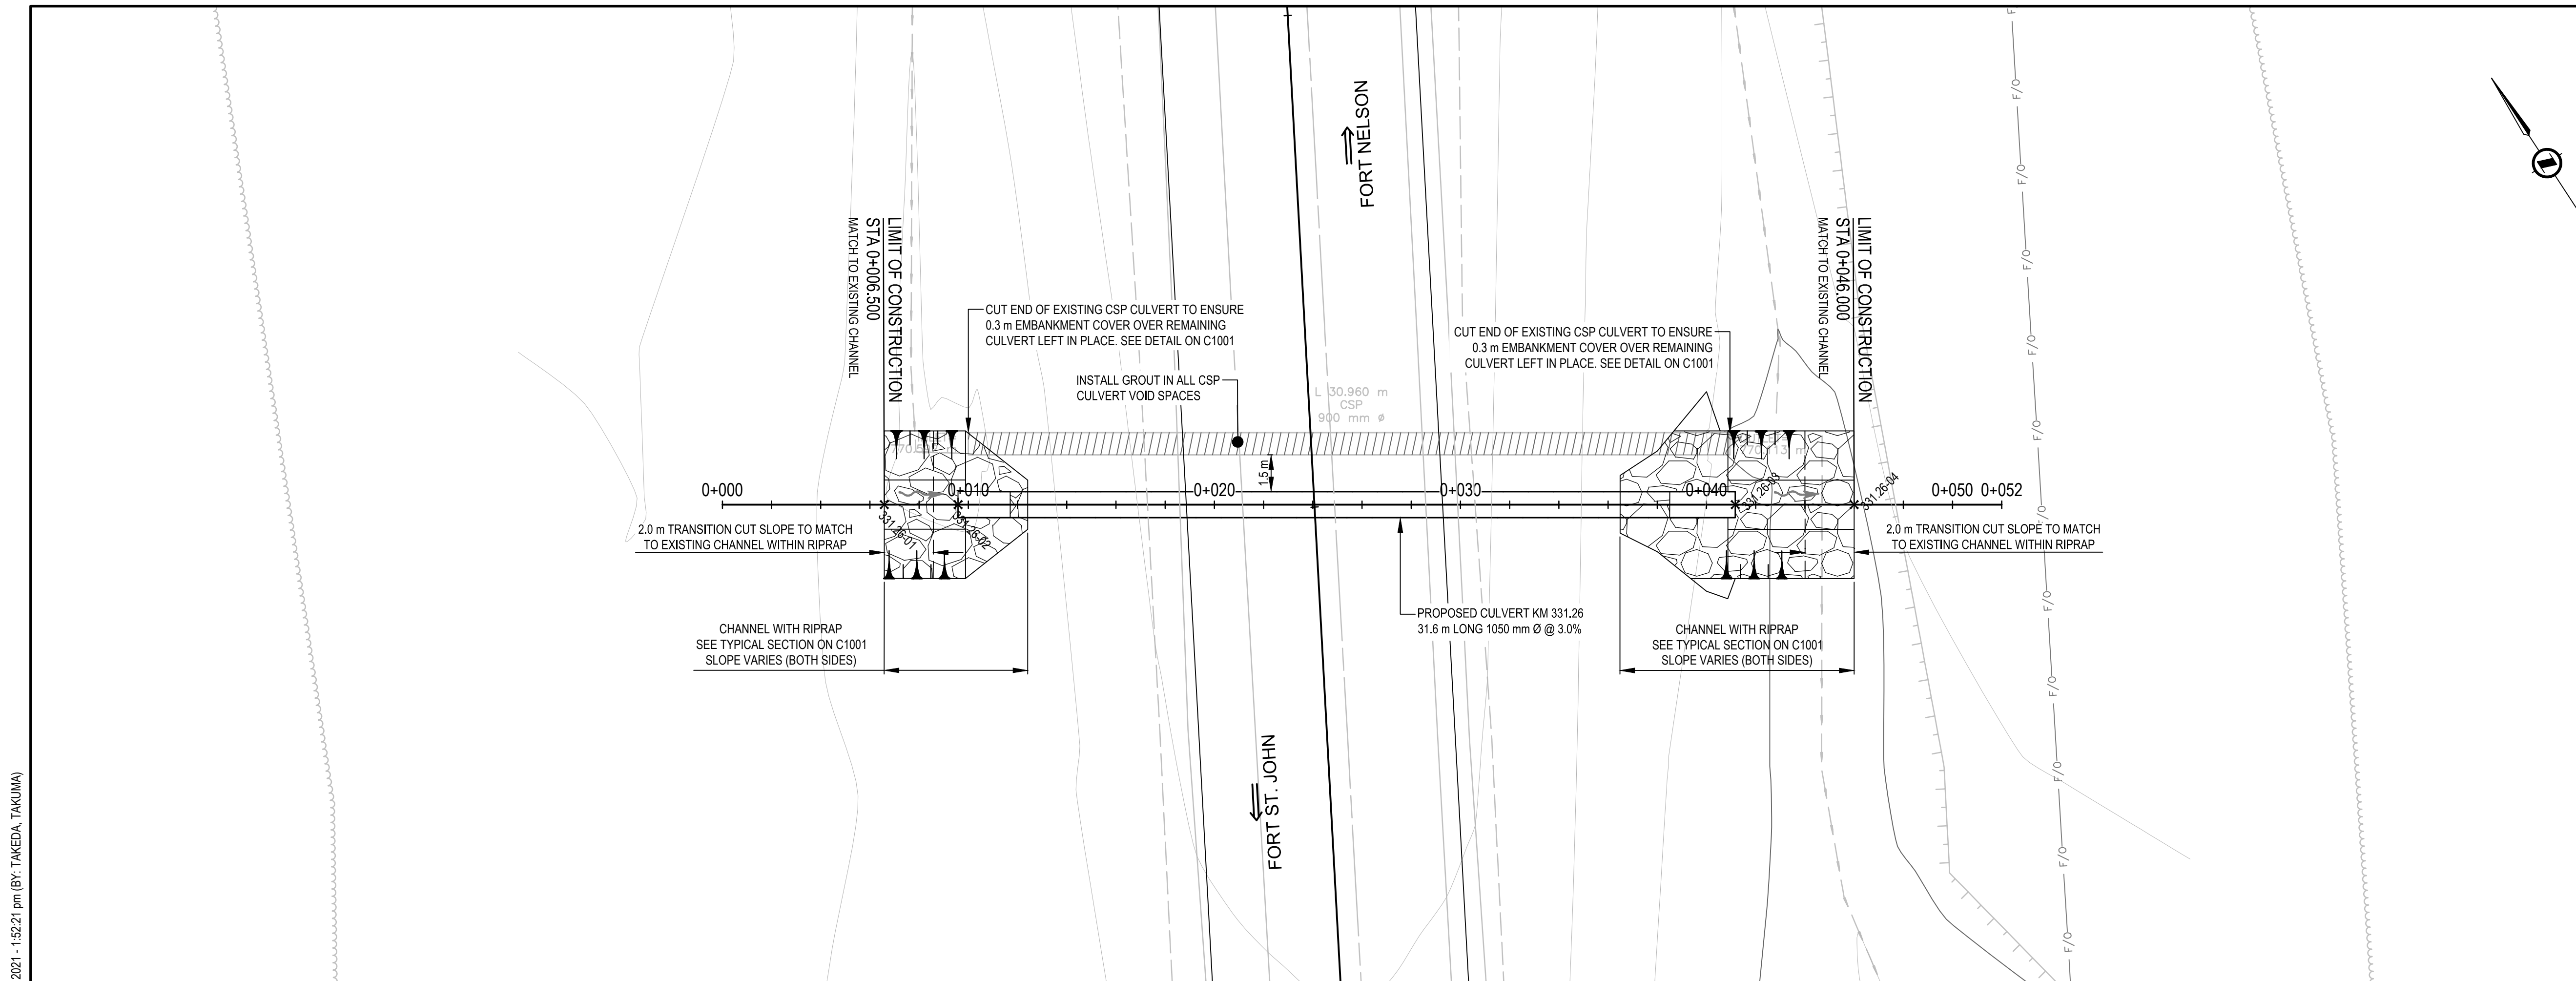 FORT NELSON
LIMIT OF CONSTRUCTION
STA 0+006.500
MATCH TO EXISTING CHANNEL
LIMIT OF CONSTRUCTION
STA 0+046.000
MATCH TO EXISTING CHANNEL
CUT END OF EXISTING CSP CULVERT TO ENSURE
0.3 m EMBANKMENT COVER OVER REMAINING
CULVERT LEFT IN PLACE. SEE DETAIL ON C1001
CUT END OF EXISTING CSP CULVERT TO ENSURE
0.3 m EMBANKMENT COVER OVER REMAINING
CULVERT LEFT IN PLACE. SEE DETAIL ON C1001
INSTALL GROUT IN ALL CSP
CULVERT VOID SPACES
L 30.960 m
CSP
900 mm ø
1.5 m
0+000
0+010
0+020
0+030
0+040
0+050
0+052
331.26-01
331.26-02
331.26-03
331.26-04
2.0 m TRANSITION CUT SLOPE TO MATCH
TO EXISTING CHANNEL WITHIN RIPRAP
2.0 m TRANSITION CUT SLOPE TO MATCH
TO EXISTING CHANNEL WITHIN RIPRAP
PROPOSED CULVERT KM 331.26
31.6 m LONG 1050 mm Ø @ 3.0%
CHANNEL WITH RIPRAP
SEE TYPICAL SECTION ON C1001
SLOPE VARIES (BOTH SIDES)
CHANNEL WITH RIPRAP
SEE TYPICAL SECTION ON C1001
SLOPE VARIES (BOTH SIDES)
FORT ST. JOHN
F/O
F/O
F/O
F/O
F/O
F/O
F/O
F/O
F/O
F/O
F/O
F/O
F/O
F/O
2021 - 1:52:21 pm (BY: TAKEDA, TAKUMA)